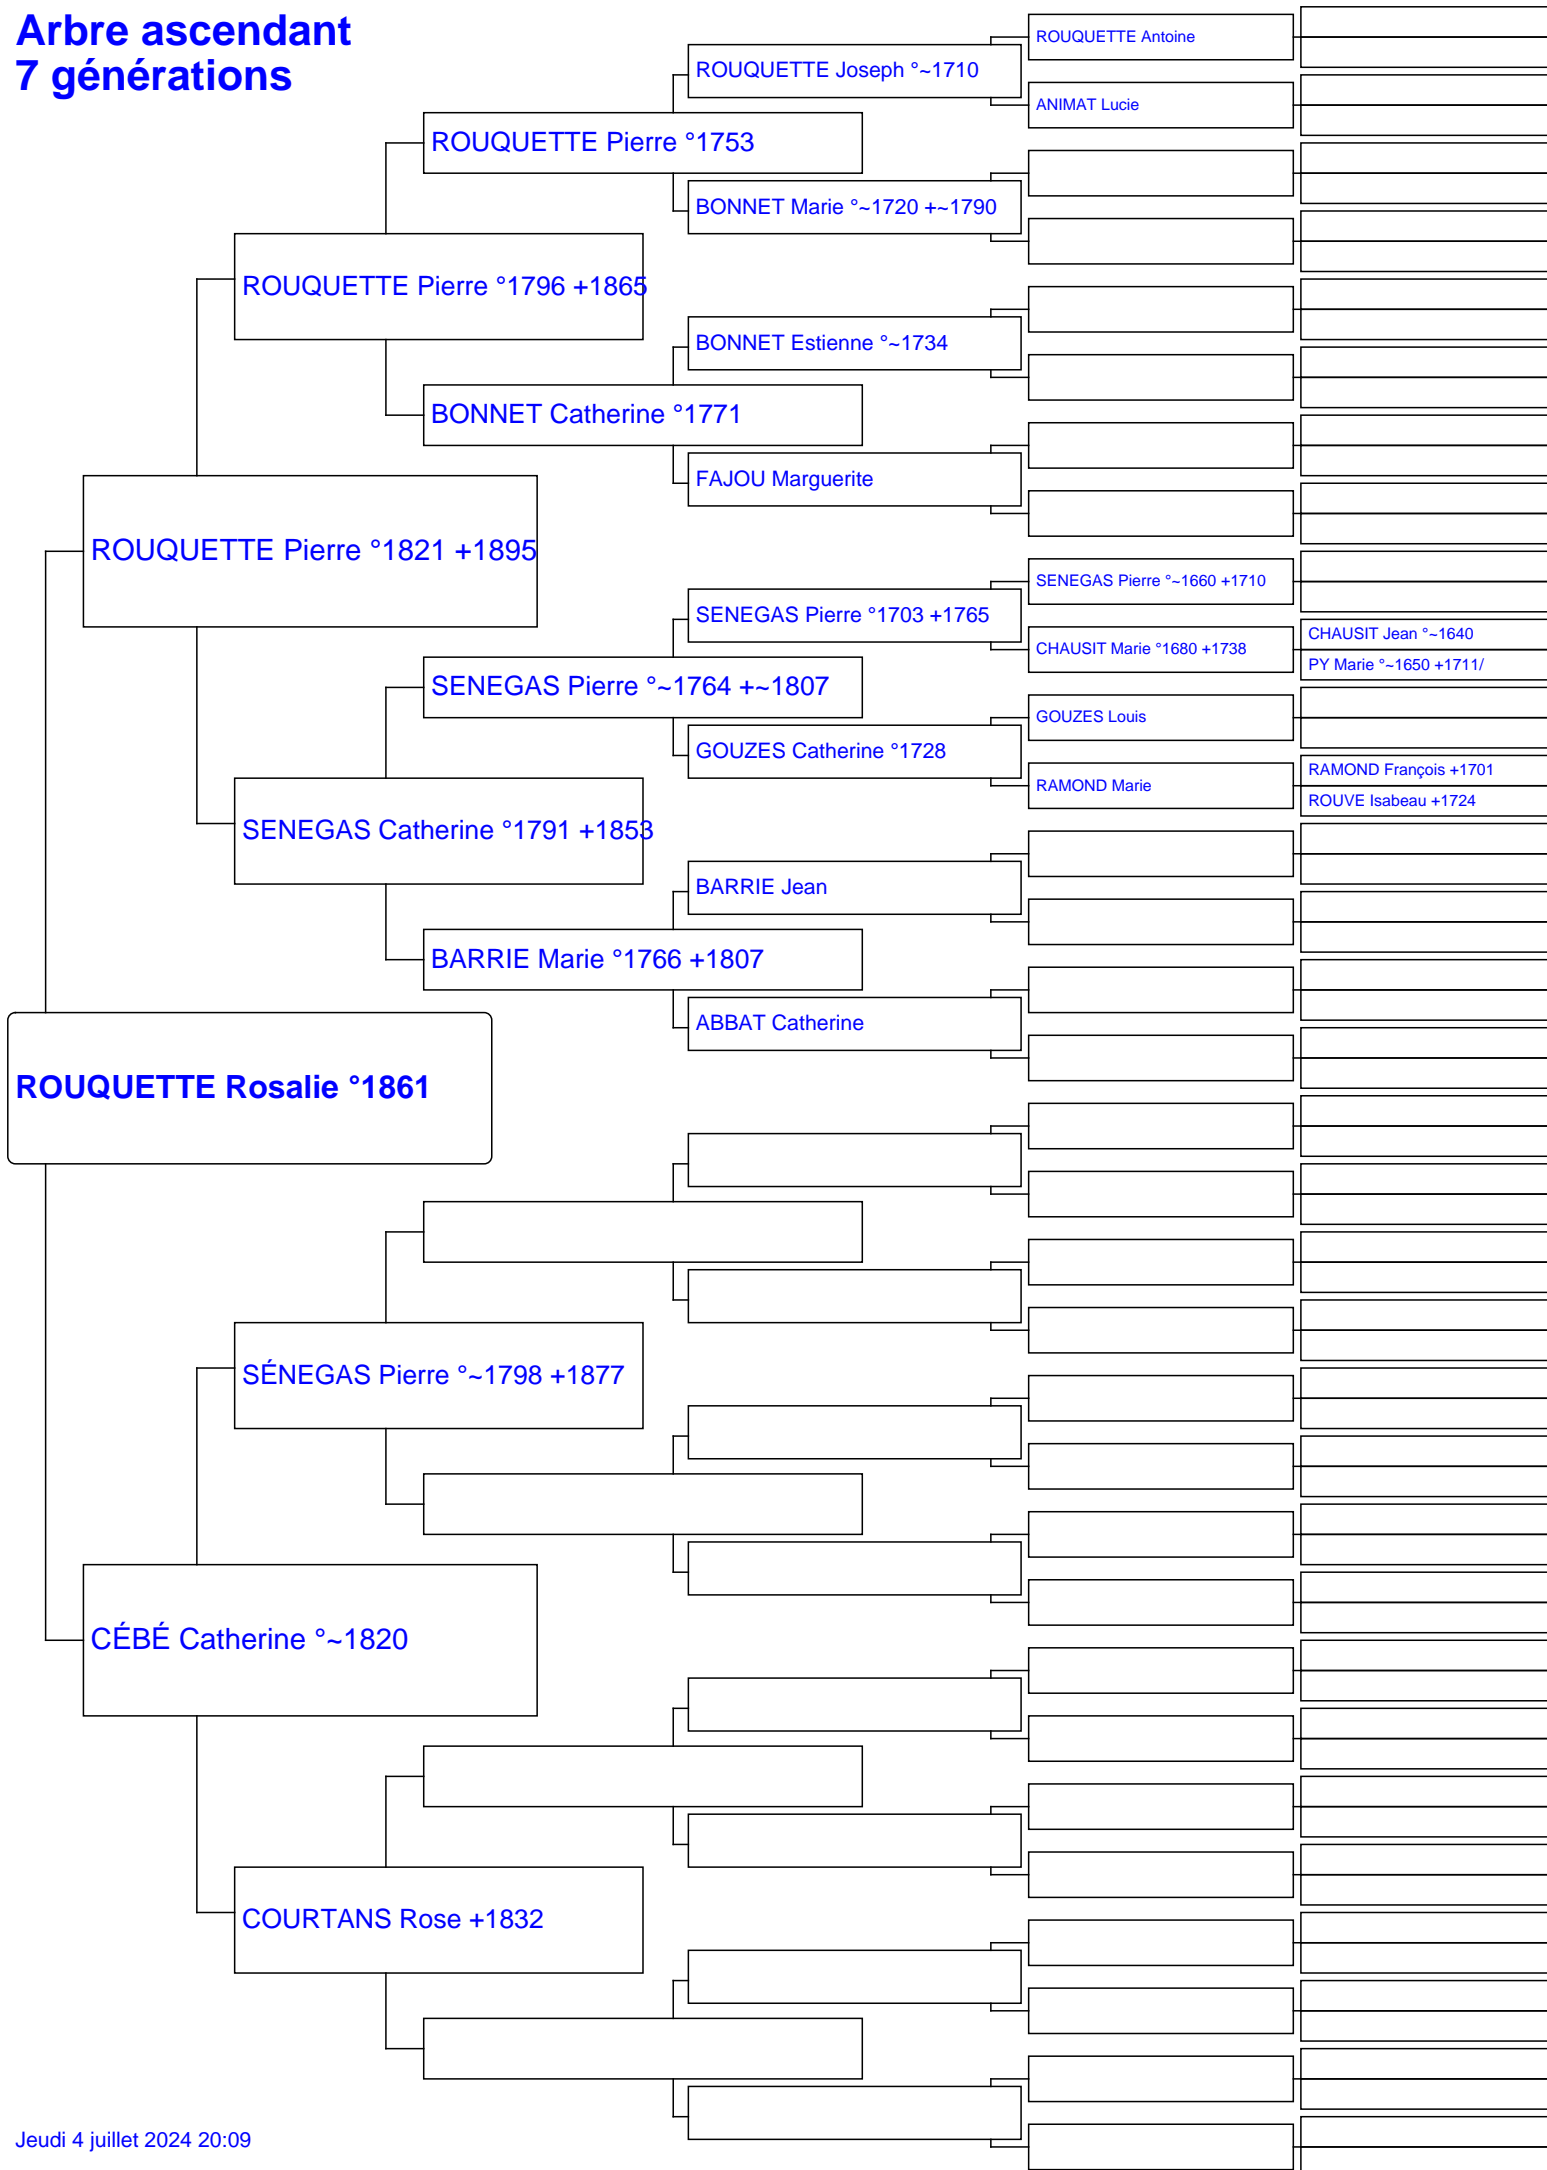 Arbre ascendant
7 générations
ROUQUETTE Antoine
ROUQUETTE Joseph °~1710
ANIMAT Lucie
ROUQUETTE Pierre °1753
BONNET Marie °~1720 +~1790
ROUQUETTE Pierre °1796 +1865
BONNET Estienne °~1734
BONNET Catherine °1771
FAJOU Marguerite
ROUQUETTE Pierre °1821 +1895
SENEGAS Pierre °~1660 +1710
SENEGAS Pierre °1703 +1765
CHAUSIT Jean °~1640
CHAUSIT Marie °1680 +1738
PY Marie °~1650 +1711/
SENEGAS Pierre °~1764 +~1807
GOUZES Louis
GOUZES Catherine °1728
RAMOND François +1701
RAMOND Marie
ROUVE Isabeau +1724
SENEGAS Catherine °1791 +1853
BARRIE Jean
BARRIE Marie °1766 +1807
ABBAT Catherine
ROUQUETTE Rosalie °1861
SÉNEGAS Pierre °~1798 +1877
CÉBÉ Catherine °~1820
COURTANS Rose +1832
Jeudi 4 juillet 2024 20:09